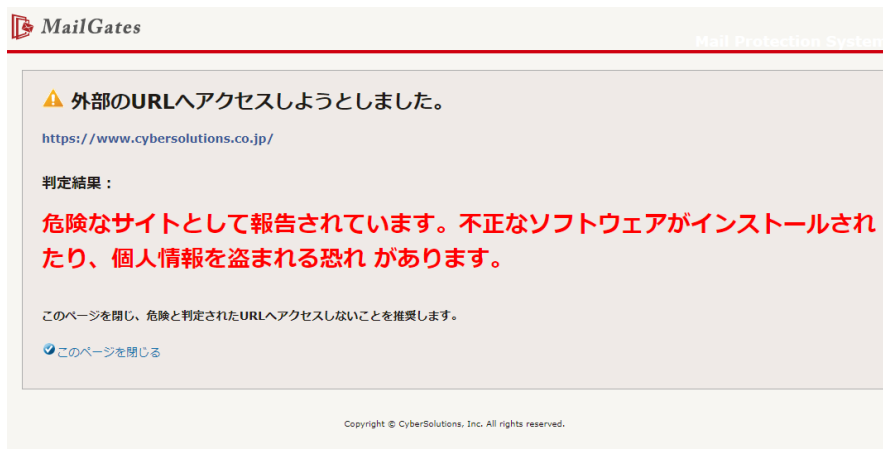 MailGates
Mail Protection System
外部のURLへアクセスしようとしました。
https://www.cybersolutions.co.jp/
判定結果：
危険なサイトとして報告されています。不正なソフトウェアがインストールされ
たり、個人情報を盗まれる恐れ があります。
このページを閉じ、危険と判定されたURLへアクセスしないことを推奨します。
このページを閉じる
Copyright © CyberSolutions, Inc. All rights reserved.